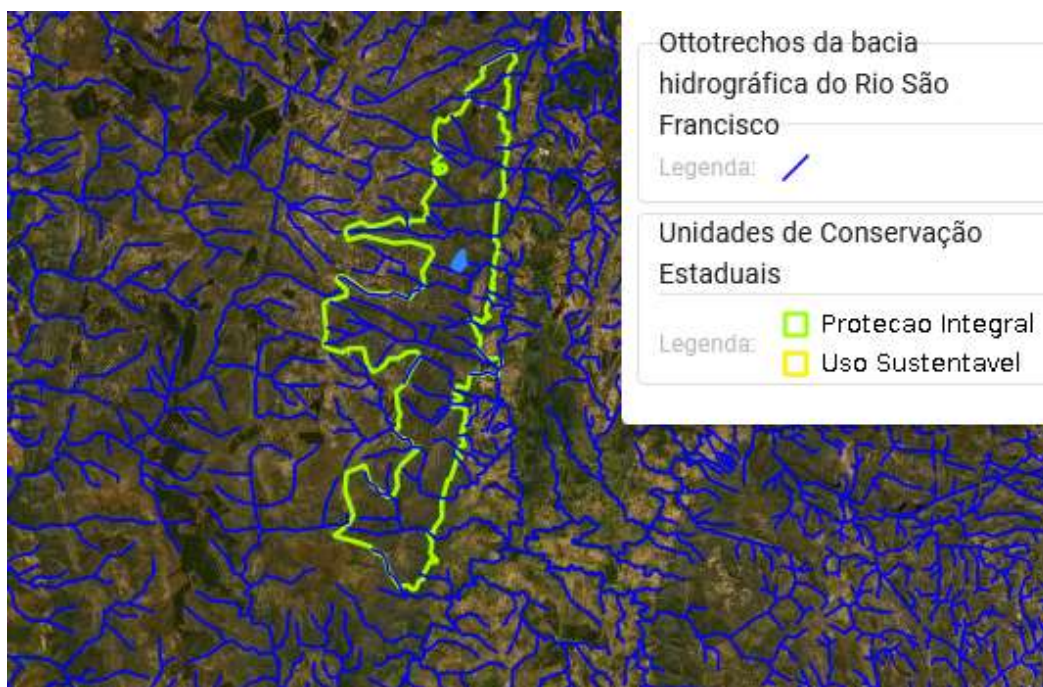 Ottotrechos da bacia
hidrográfica do Rio São
Francisco
Legenda:
Unidades de Conservação
Estaduais
Legenda:
Protecao Integral
Uso Sustentavel